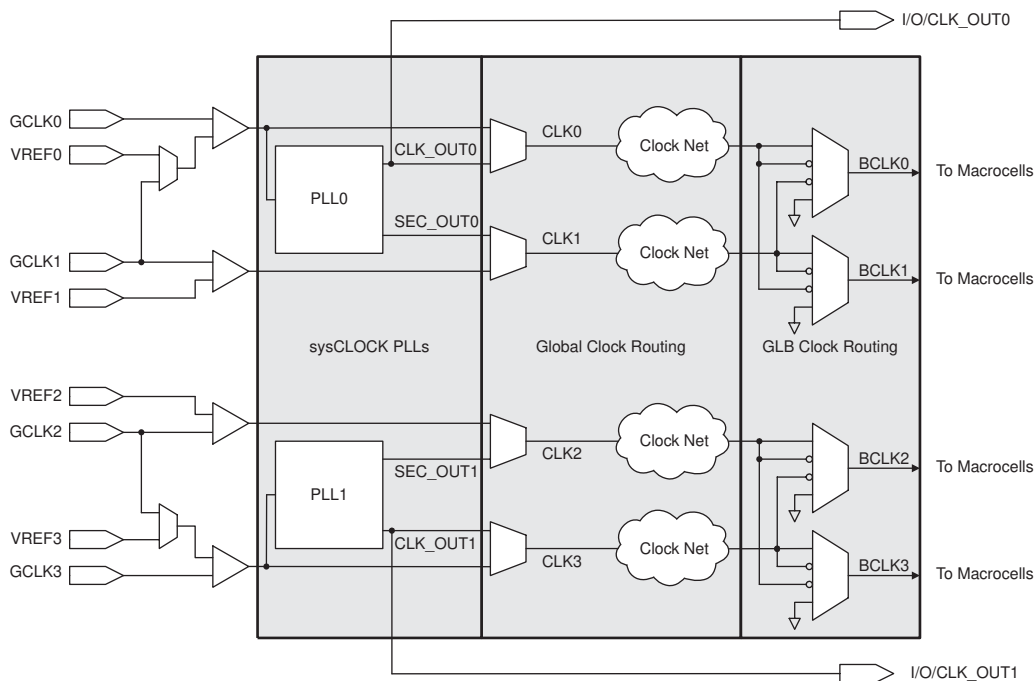 I/O/CLK_OUT0
GCLK0
VREF0
CLK_OUT0
CLK0
Clock Net
BCLK0
To Macrocells
PLL0
SEC_OUT0
GCLK1
CLK1
Clock Net
BCLK1
To Macrocells
VREF1
sysCLOCK PLLs
Global Clock Routing
GLB Clock Routing
VREF2
GCLK2
CLK2
Clock Net
BCLK2
To Macrocells
SEC_OUT1
PLL1
VREF3
CLK_OUT1
CLK3
Clock Net
GCLK3
BCLK3
To Macrocells
I/O/CLK_OUT1